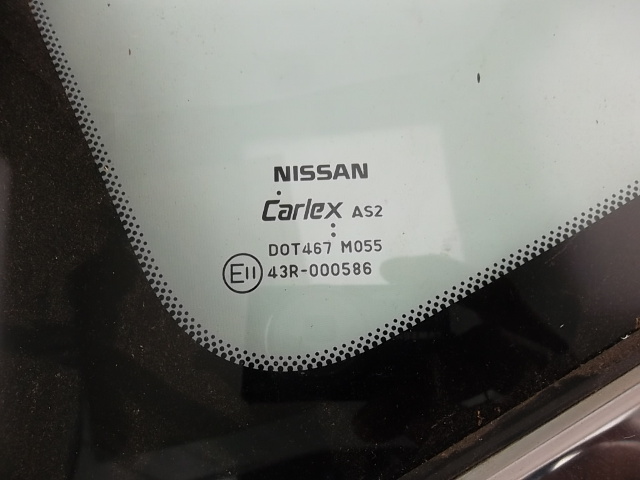 NISSAN
Carlex AS2
DOT467 M055
E11 43R-000586